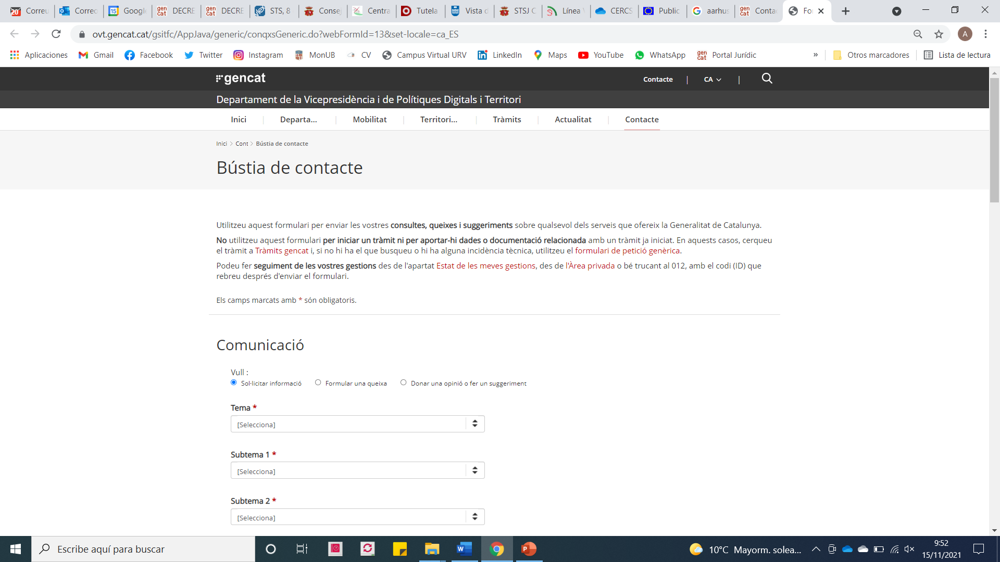 Correu
Correo
Google
DECRE
DECRE
STS, 8
Consej
Centra
Tutela
Vista d
STSJ C
Línea
CERCS
Public
aarhus
Contac
Fo
ovt.gencat.cat/gsitfc/AppJava/generic/conqxsGeneric.do?webFormId=13&set-locale=ca_ES
A
Aplicaciones
Gmail
Facebook
Twitter
Instagram
MonUB
CV
Campus Virtual URV
LinkedIn
Maps
YouTube
WhatsApp
Portal Jurídic
»
Otros marcadores
Lista de lectura
gencat
Contacte
CA
Departament de la Vicepresidència i de Polítiques Digitals i Territori
Inici
Departa...
Mobilitat
Territori...
Tràmits
Actualitat
Contacte
Inici > Cont > Bústia de contacte
Bústia de contacte
Utilitzeu aquest formulari per enviar les vostres consultes, queixes i suggeriments sobre qualsevol dels serveis que ofereix la Generalitat de Catalunya.
No utilitzeu aquest formulari per iniciar un tràmit ni per aportar-hi dades o documentació relacionada amb un tràmit ja iniciat. En aquests casos, cerqueu
el tràmit a Tràmits gencat i, si no hi ha el que busqueu o hi ha alguna incidència tècnica, utilitzeu el formulari de petició genèrica.
Podeu fer seguiment de les vostres gestions des de l'apartat Estat de les meves gestions, des de l'Àrea privada o bé trucant al 012, amb el codi (ID) que
rebreu després d'enviar el formulari.
Els camps marcats amb * són obligatoris.
Comunicació
Vull :
Sol·licitar informació
Formular una queixa
Donar una opinió o fer un suggeriment
Tema *
[Selecciona]
Subtema 1 *
[Selecciona]
Subtema 2 *
[Selecciona]
Escribe aquí para buscar
10°C Mayorm. solea...
9:52
15/11/2021